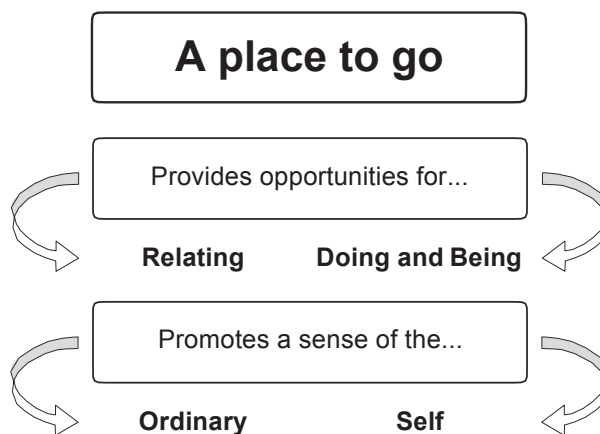 A place to go
Provides opportunities for...
Relating Doing and Being
Promotes a sense of the...
Ordinary Self